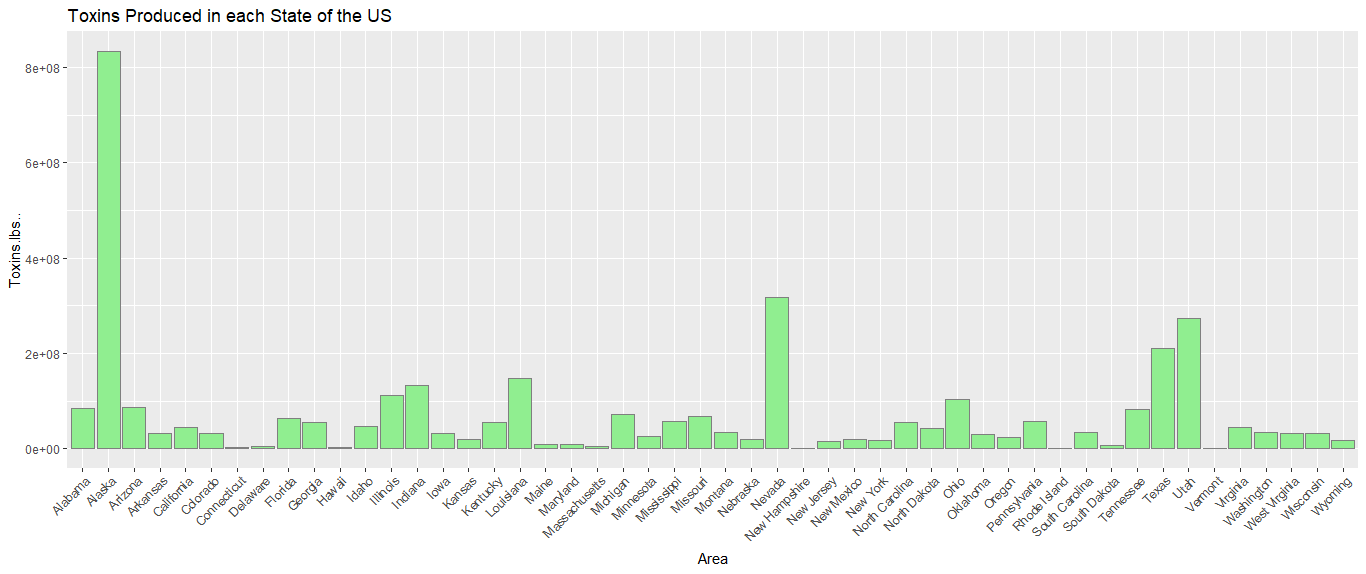 Toxins Produced in each State of the US
Toxins.lbs..
8e+08
6e+08
4e+08
2e+08
0e+00
Alabama
Alaska
Arizona
Arkansas
California
Colorado
Connecticut
Delaware
Florida
Georgia
Hawaii
Idaho
Illinois
Indiana
Iowa
Kansas
Kentucky
Louisiana
Maine
Maryland
Massachusetts
Michigan
Minnesota
Mississippi
Missouri
Montana
Nebraska
Nevada
New Hampshire
New Jersey
New Mexico
New York
North Carolina
North Dakota
Ohio
Oklahoma
Oregon
Pennsylvania
Rhode Island
South Carolina
South Dakota
Tennessee
Texas
Utah
Vermont
Virginia
Washington
West Virginia
Wisconsin
Wyoming
Area